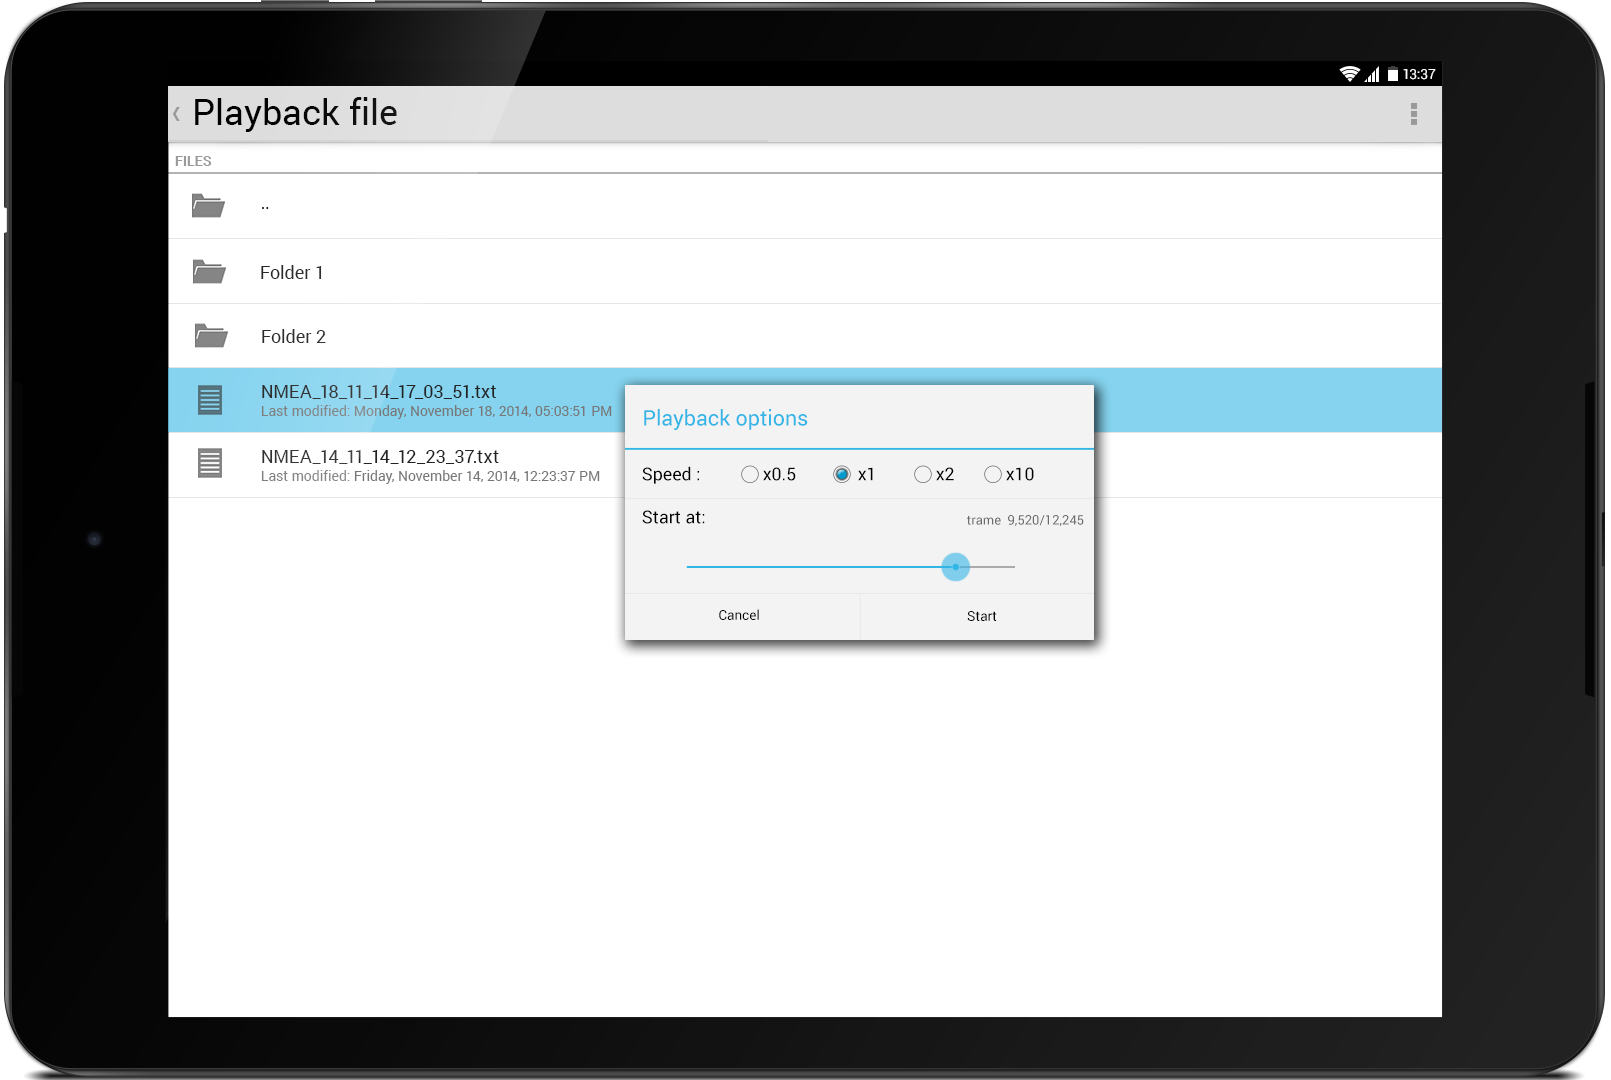 13:37
Playback file
FILES
..
Folder 1
Folder 2
NMEA_18_11_14_17_03_51.txt
Last modified: Monday, November 18, 2014, 05:03:51 PM
NMEA_14_11_14_12_23_37.txt
Last modified: Friday, November 14, 2014, 12:23:37 PM
Playback options
Speed : x0.5 x1 x2 x10
Start at: trame 9,520/12,245
Cancel Start